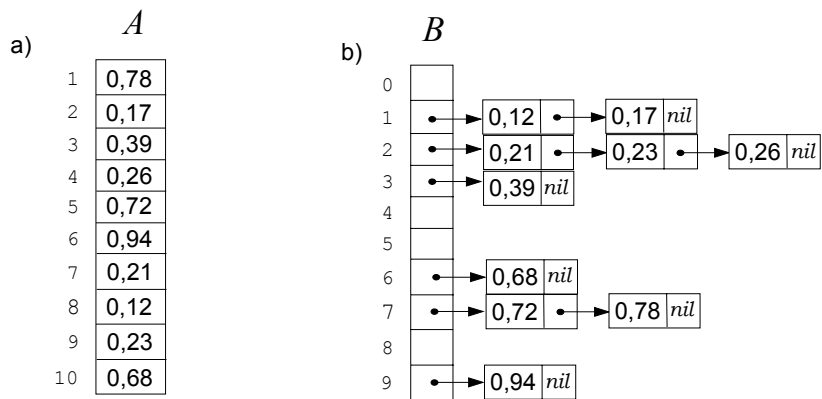 a)
A
1 0,78
2 0,17
3 0,39
4 0,26
5 0,72
6 0,94
7 0,21
8 0,12
9 0,23
10 0,68
b)
B
0
1 0,12 0,17 nil
2 0,21 0,23 0,26 nil
3 0,39 nil
4
5
6 0,68 nil
7 0,72 0,78 nil
8
9 0,94 nil